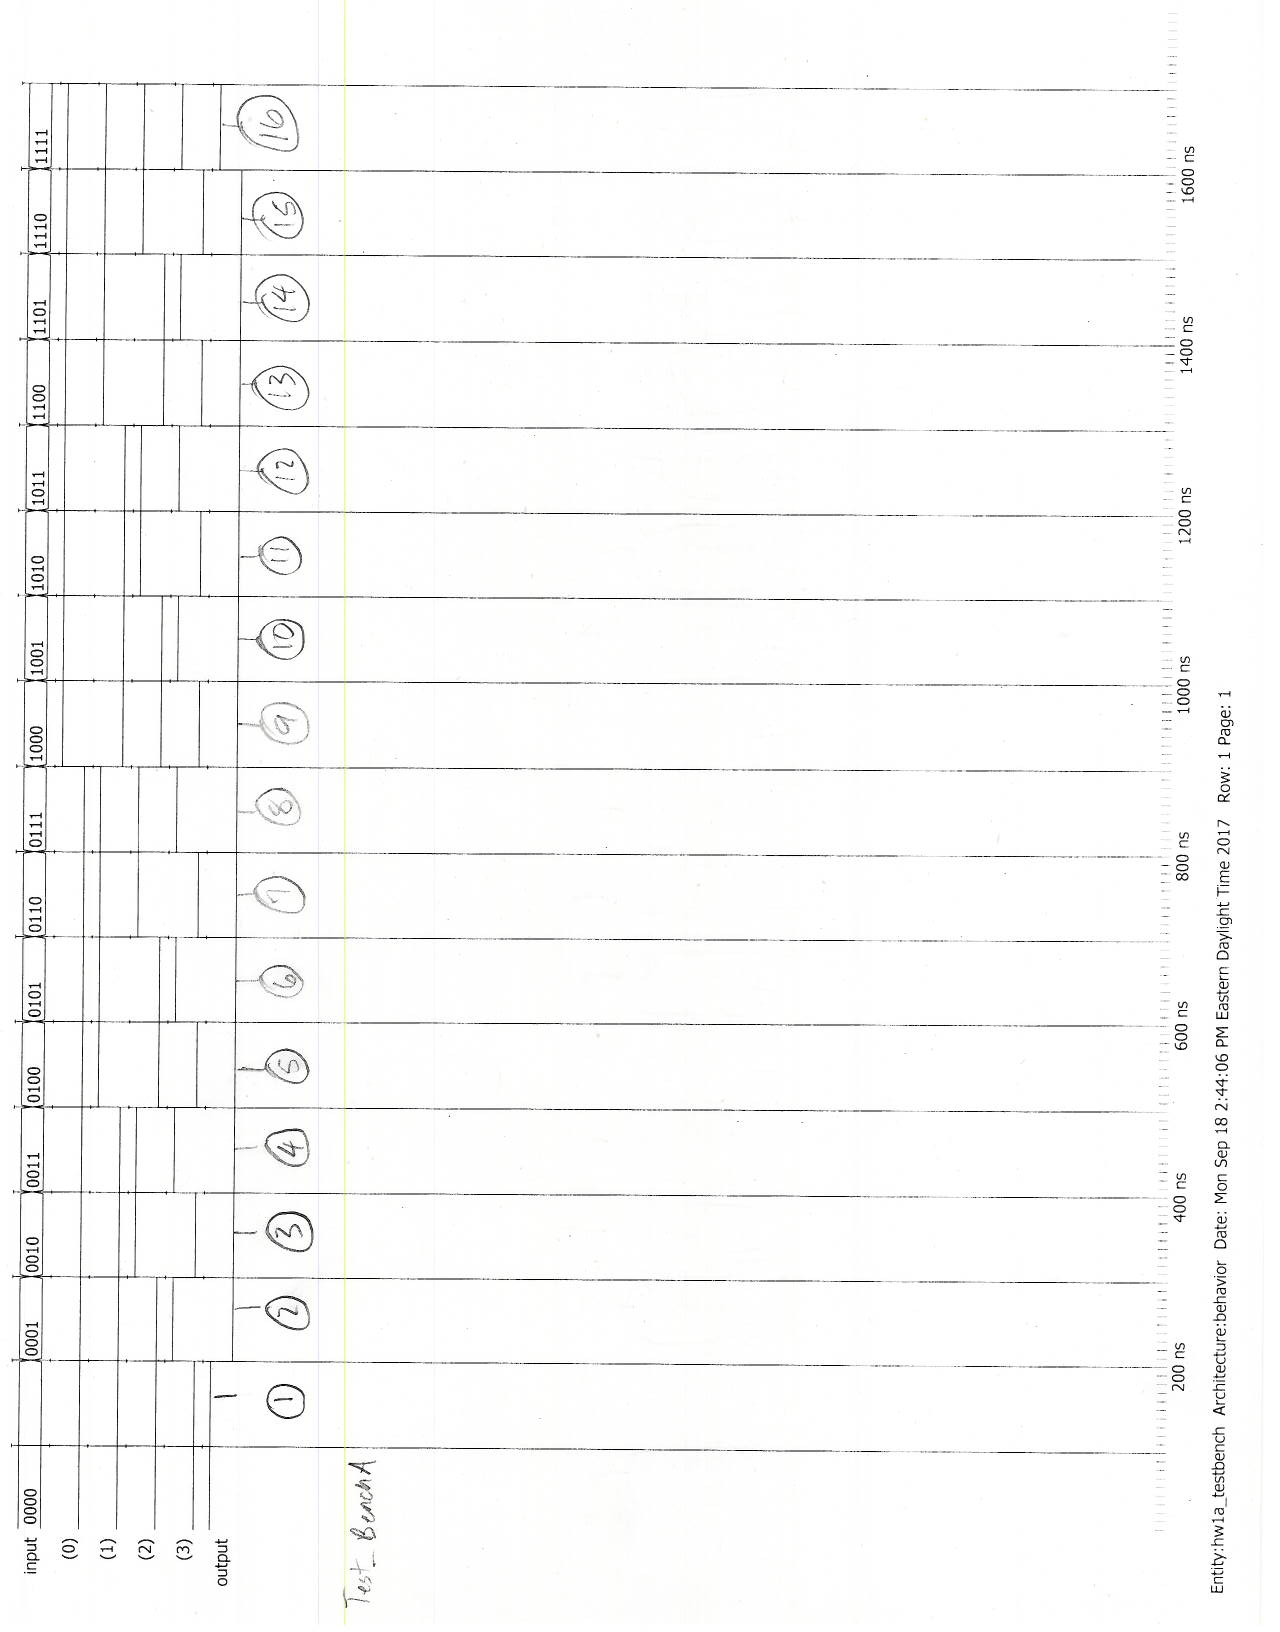 input 0000 0001 0010 0011 0100 0101 0110 0111 1000 1001 1010 1011 1100 1101 1110 1111
(0)
(1)
(2)
(3)
output
1 2 3 4 5 6 7 8 9 10 11 12 13 14 15 16
Test_BenchA
200 ns 400 ns 600 ns 800 ns 1000 ns 1200 ns 1400 ns 1600 ns
Entity:hw1a_testbench Architecture:behavior Date: Mon Sep 18 2:44:06 PM Eastern Daylight Time 2017 Row: 1 Page: 1